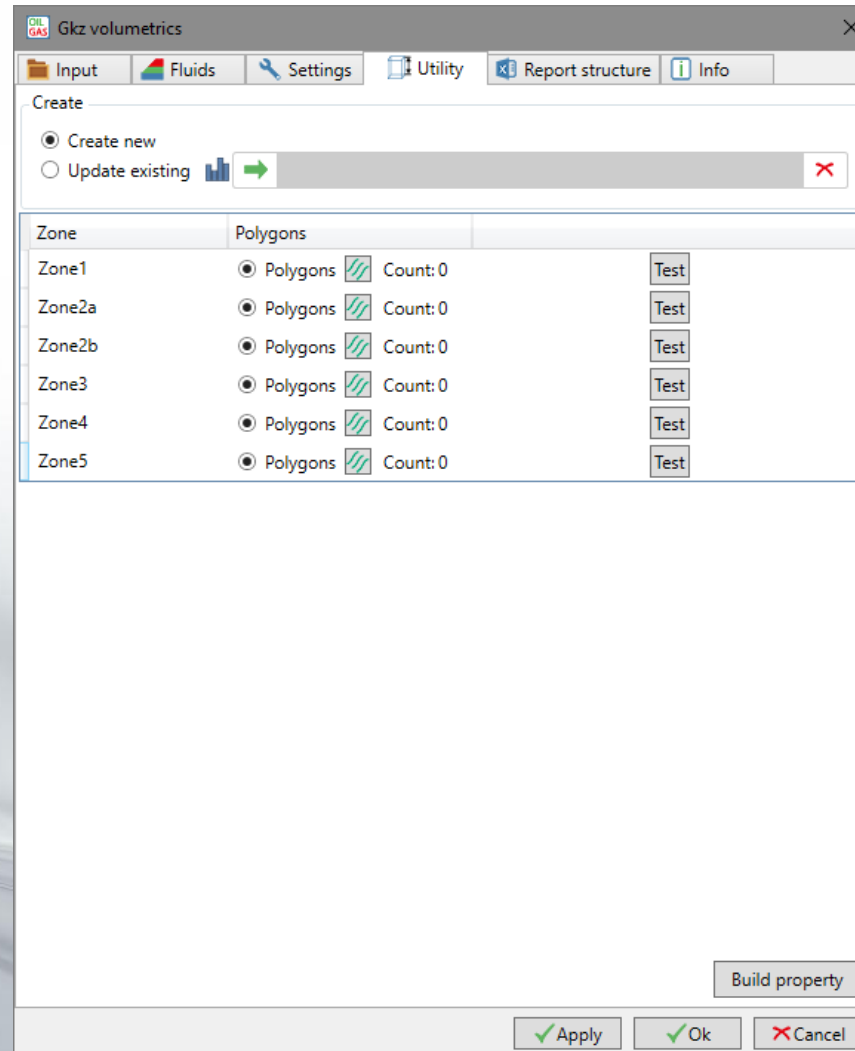 OIL GAS Gkz volumetrics
Input Fluids Settings Utility Report structure Info
Create
Create new
Update existing
Zone Polygons
Zone1 Polygons Count: 0 Test
Zone2a Polygons Count: 0 Test
Zone2b Polygons Count: 0 Test
Zone3 Polygons Count: 0 Test
Zone4 Polygons Count: 0 Test
Zone5 Polygons Count: 0 Test
Build property
Apply Ok Cancel